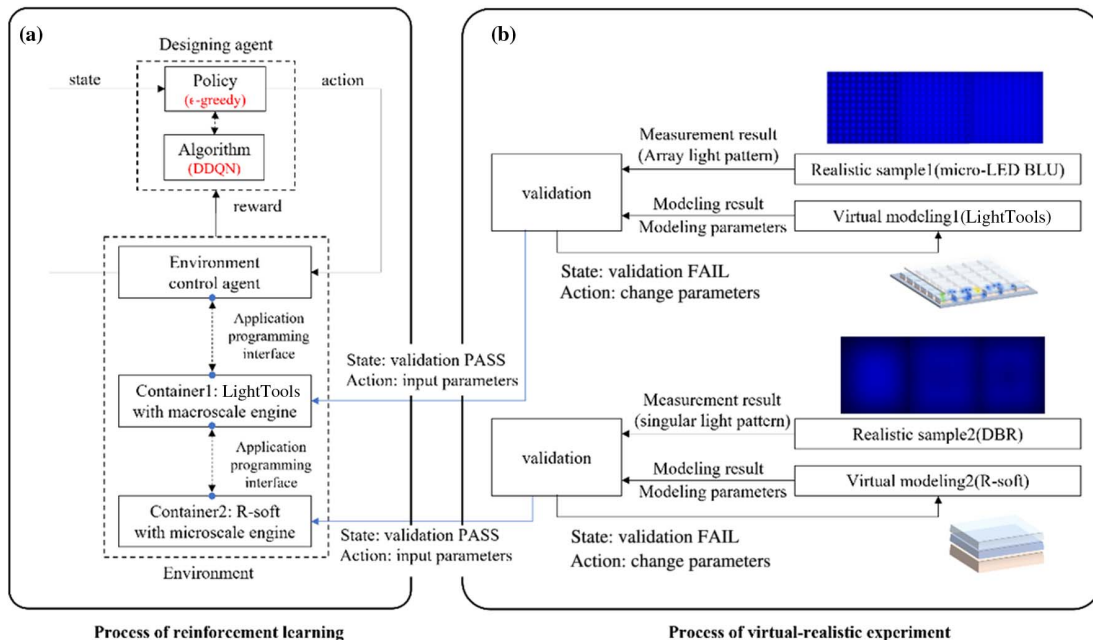 (a)
Designing agent
state
Policy
(ε-greedy)
action
Algorithm
(DDQN)
reward
Environment
control agent
Application
programming
interface
Container1: LightTools
with macroscale engine
Application
programming
interface
Container2: R-soft
with microscale engine
Environment
Process of reinforcement learning
(b)
Measurement result
(Array light pattern)
Realistic sample1(micro-LED BLU)
validation
Modeling result
Modeling parameters
Virtual modeling1(LightTools)
State: validation FAIL
Action: change parameters
State: validation PASS
Action: input parameters
Measurement result
(singular light pattern)
Realistic sample2(DBR)
validation
Modeling result
Modeling parameters
Virtual modeling2(R-soft)
State: validation PASS
Action: input parameters
State: validation FAIL
Action: change parameters
Process of virtual-realistic experiment